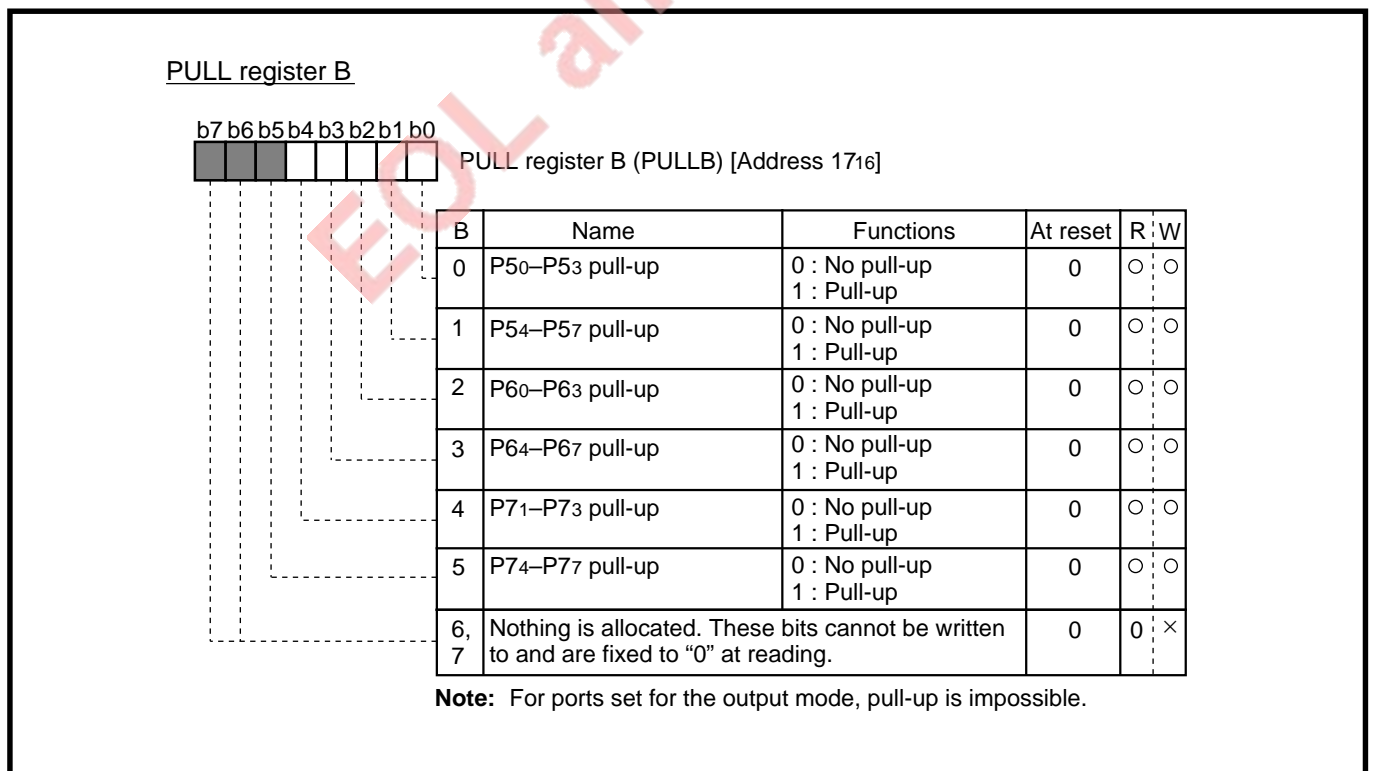 PULL register B
b7 b6 b5 b4 b3 b2 b1 b0
PULL register B (PULLB) [Address 1716]
B Name Functions At reset R W
0 P50–P53 pull-up 0 : No pull-up 0 ○ ○
1 : Pull-up
1 P54–P57 pull-up 0 : No pull-up 0 ○ ○
1 : Pull-up
2 P60–P63 pull-up 0 : No pull-up 0 ○ ○
1 : Pull-up
3 P64–P67 pull-up 0 : No pull-up 0 ○ ○
1 : Pull-up
4 P71–P73 pull-up 0 : No pull-up 0 ○ ○
1 : Pull-up
5 P74–P77 pull-up 0 : No pull-up 0 ○ ○
1 : Pull-up
6, Nothing is allocated. These bits cannot be written 0 0 ×
7 to and are fixed to “0” at reading.
Note: For ports set for the output mode, pull-up is impossible.
EOL an